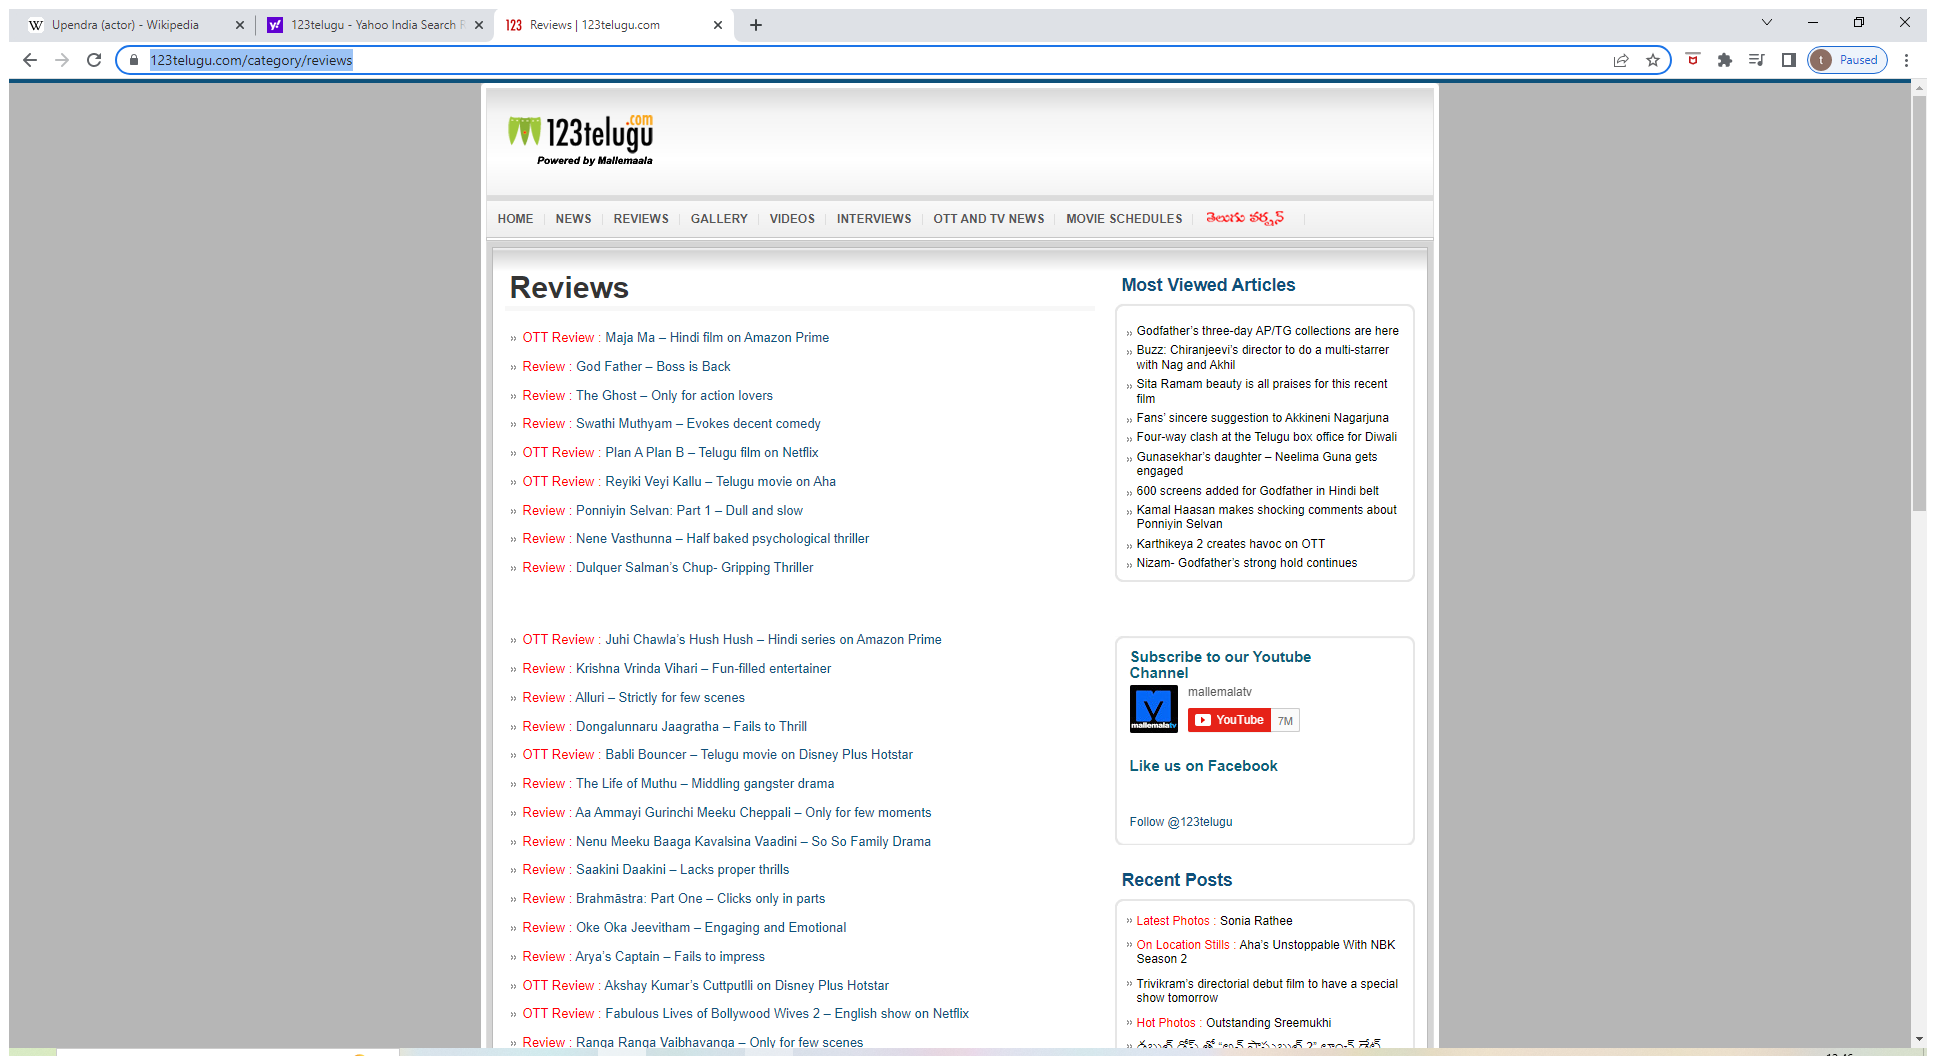 Upendra (actor) - Wikipedia
123telugu - Yahoo India Search R
123 Reviews | 123telugu.com
123telugu.com/category/reviews
t Paused
123telugu.com
Powered by Mallemaala
HOME NEWS REVIEWS GALLERY VIDEOS INTERVIEWS OTT AND TV NEWS MOVIE SCHEDULES తెలుగు వర్షన్
Reviews
» OTT Review : Maja Ma – Hindi film on Amazon Prime
» Review : God Father – Boss is Back
» Review : The Ghost – Only for action lovers
» Review : Swathi Muthyam – Evokes decent comedy
» OTT Review : Plan A Plan B – Telugu film on Netflix
» OTT Review : Reyiki Veyi Kallu – Telugu movie on Aha
» Review : Ponniyin Selvan: Part 1 – Dull and slow
» Review : Nene Vasthunna – Half baked psychological thriller
» Review : Dulquer Salman’s Chup- Gripping Thriller
» OTT Review : Juhi Chawla’s Hush Hush – Hindi series on Amazon Prime
» Review : Krishna Vrinda Vihari – Fun-filled entertainer
» Review : Alluri – Strictly for few scenes
» Review : Dongalunnaru Jaagratha – Fails to Thrill
» OTT Review : Babli Bouncer – Telugu movie on Disney Plus Hotstar
» Review : The Life of Muthu – Middling gangster drama
» Review : Aa Ammayi Gurinchi Meeku Cheppali – Only for few moments
» Review : Nenu Meeku Baaga Kavalsina Vaadini – So So Family Drama
» Review : Saakini Daakini – Lacks proper thrills
» Review : Brahmāstra: Part One – Clicks only in parts
» Review : Oke Oka Jeevitham – Engaging and Emotional
» Review : Arya’s Captain – Fails to impress
» OTT Review : Akshay Kumar’s Cuttputlli on Disney Plus Hotstar
» OTT Review : Fabulous Lives of Bollywood Wives 2 – English show on Netflix
» Review : Ranga Ranga Vaibhavanga – Only for few scenes
Most Viewed Articles
» Godfather’s three-day AP/TG collections are here
» Buzz: Chiranjeevi’s director to do a multi-starrer
with Nag and Akhil
» Sita Ramam beauty is all praises for this recent
film
» Fans’ sincere suggestion to Akkineni Nagarjuna
» Four-way clash at the Telugu box office for Diwali
» Gunasekhar’s daughter – Neelima Guna gets
engaged
» 600 screens added for Godfather in Hindi belt
» Kamal Haasan makes shocking comments about
Ponniyin Selvan
» Karthikeya 2 creates havoc on OTT
» Nizam- Godfather’s strong hold continues
Subscribe to our Youtube
Channel
mallemalatv
mallemalatv
YouTube 7M
Like us on Facebook
Follow @123telugu
Recent Posts
» Latest Photos : Sonia Rathee
» On Location Stills : Aha’s Unstoppable With NBK
Season 2
» Trivikram’s directorial debut film to have a special
show tomorrow
» Hot Photos : Outstanding Sreemukhi